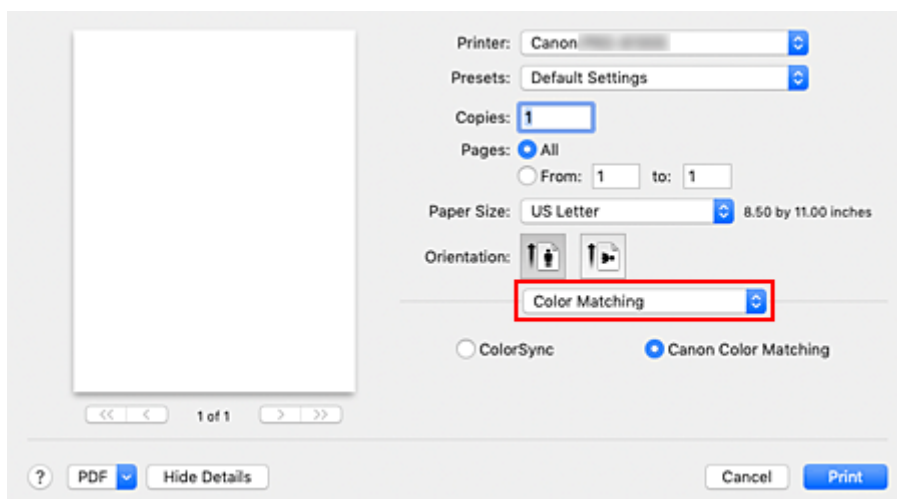 Printer: Canon
Presets: Default Settings
Copies: 1
Pages: All
From: 1 to: 1
Paper Size: US Letter 8.50 by 11.00 inches
Orientation:
Color Matching
ColorSync Canon Color Matching
<< < 1 of 1 > >>
? PDF Hide Details Cancel Print